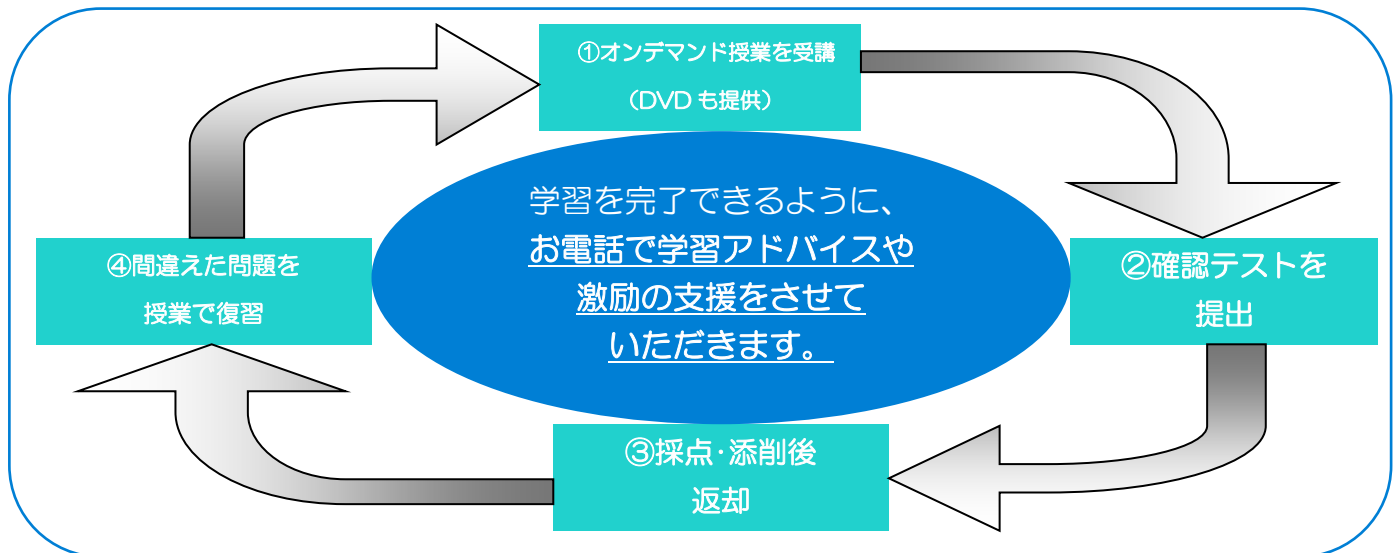 ①オンデマンド授業を受講
（DVD も提供）
学習を完了できるように、
お電話で学習アドバイスや
激励の支援をさせて
いただきます。
②確認テストを
提出
③採点・添削後
返却
④間違えた問題を
授業で復習